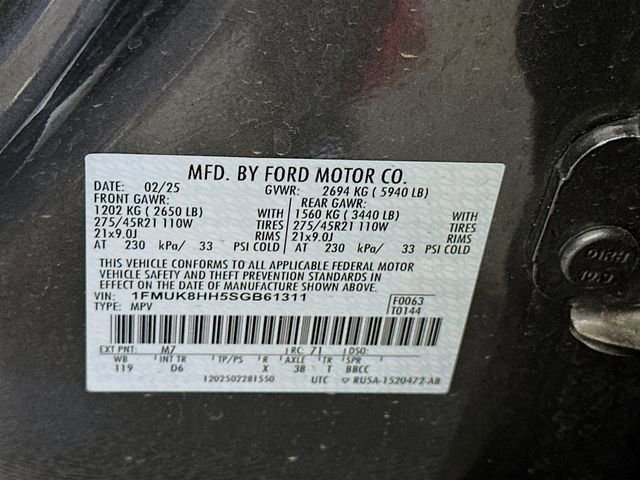 MFD. BY FORD MOTOR CO.
DATE: 02/25 GVWR: 2694 KG ( 5940 LB)
FRONT GAWR: REAR GAWR:
1202 KG ( 2650 LB) WITH 1560 KG ( 3440 LB) WITH
275/45R21 110W TIRES 275/45R21 110W TIRES
21x9.0J RIMS 21x9.0J RIMS
AT 230 kPa/ 33 PSI COLD AT 230 kPa/ 33 PSI COLD
THIS VEHICLE CONFORMS TO ALL APPLICABLE FEDERAL MOTOR
VEHICLE SAFETY AND THEFT PREVENTION STANDARDS IN
EFFECT ON THE DATE OF MANUFACTURE SHOWN ABOVE.
VIN: 1FMUK8HH5SGB61311 F0063
TYPE: MPV T0144
EXT PNT: M7 RC: 71 DSO:
WB INT TR TP/PS R AXLE TR SPR
119 D6 X 38 T BBCC
1202502281550 UTC RU5A-1520472-AB